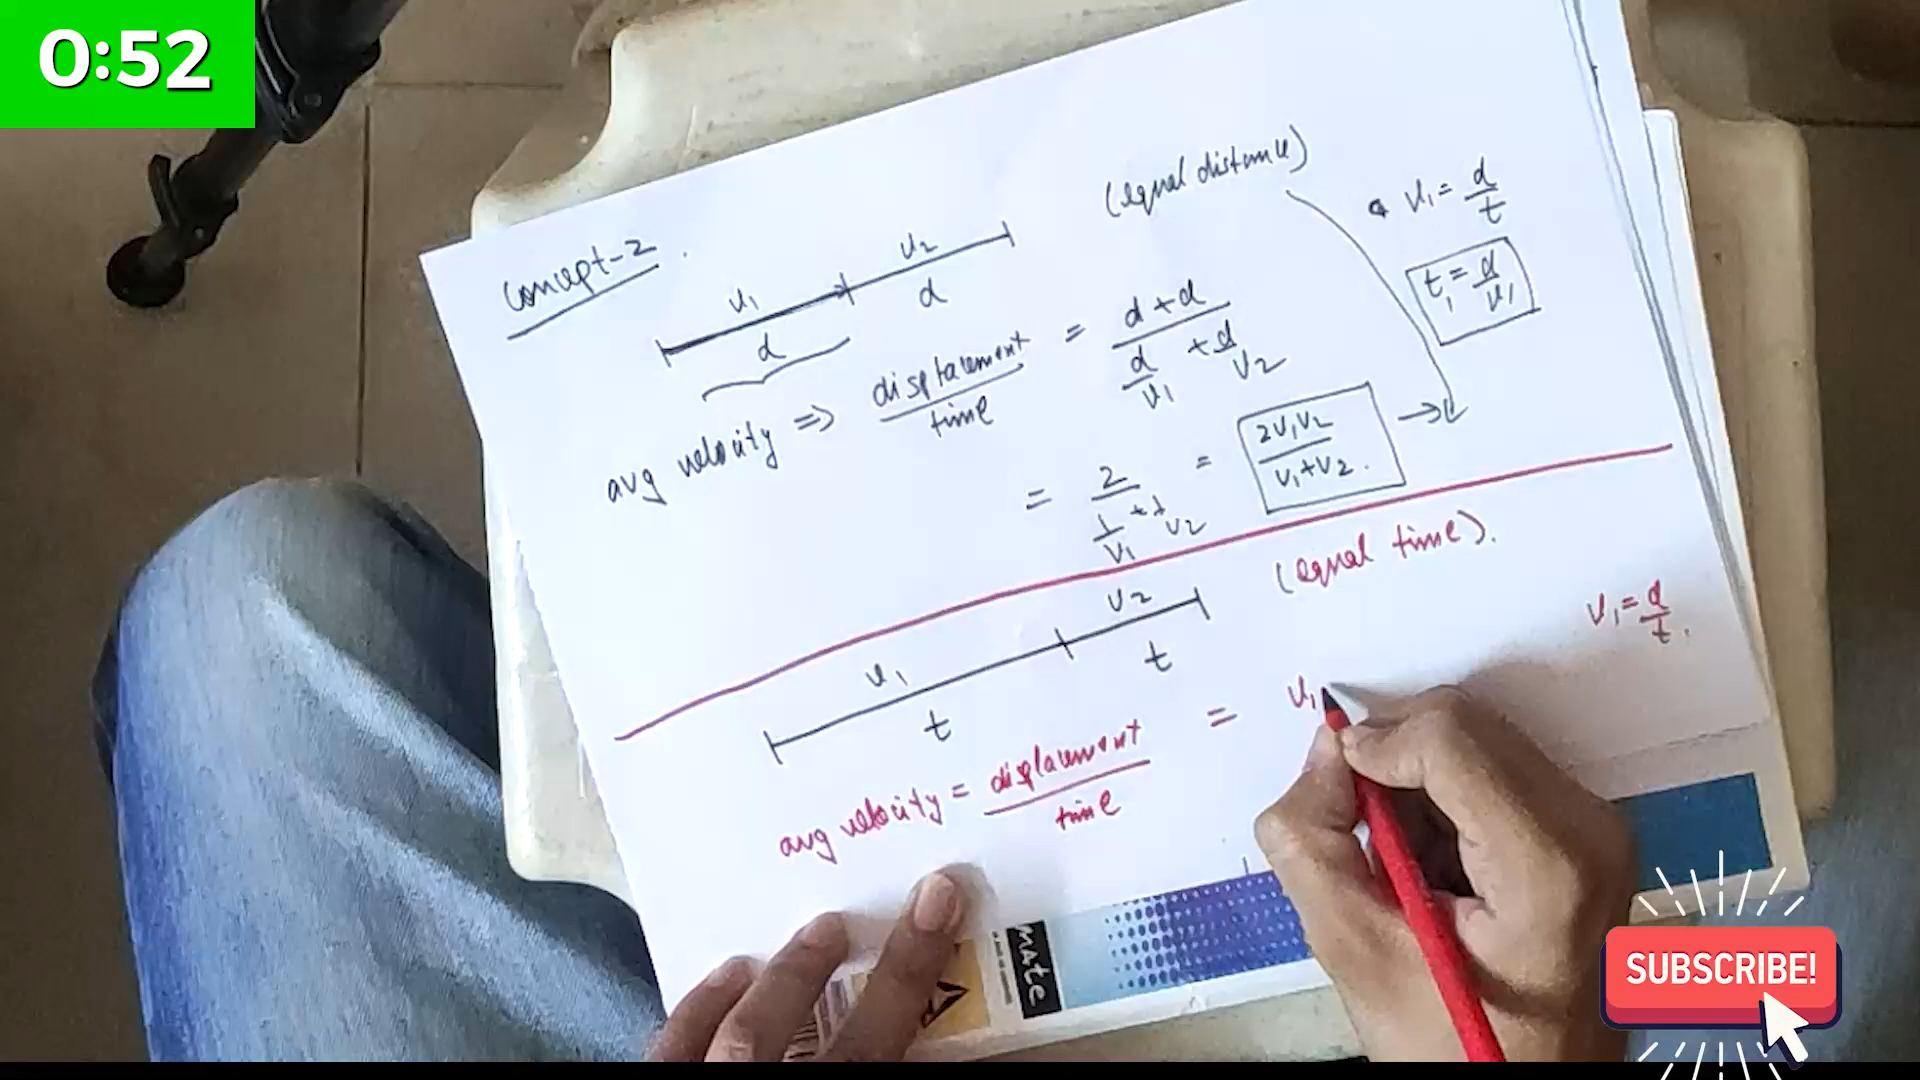 0:52
Concept-2.
(equal distance)
v₁ = d/t
v₁ v₂
d d
t₁ = d/v₁
avg velocity => displacement/time = (d + d)/(d/v₁ + d/v₂)
= 2/(1/v₁ + 1/v₂) = 2v₁v₂/(v₁+v₂).
(equal time).
v₁ v₂
t t
v₁ = d/t.
avg velocity = displacement/time = v₁
mate
SUBSCRIBE!